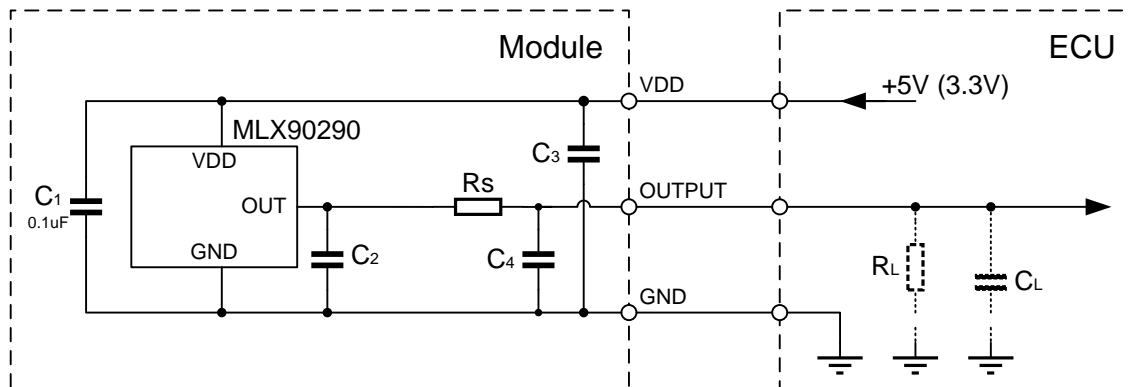 Module
ECU
VDD
+5V (3.3V)
MLX90290
VDD
C3
C1
0.1uF
OUT
Rs
OUTPUT
GND
C2
C4
RL
CL
GND